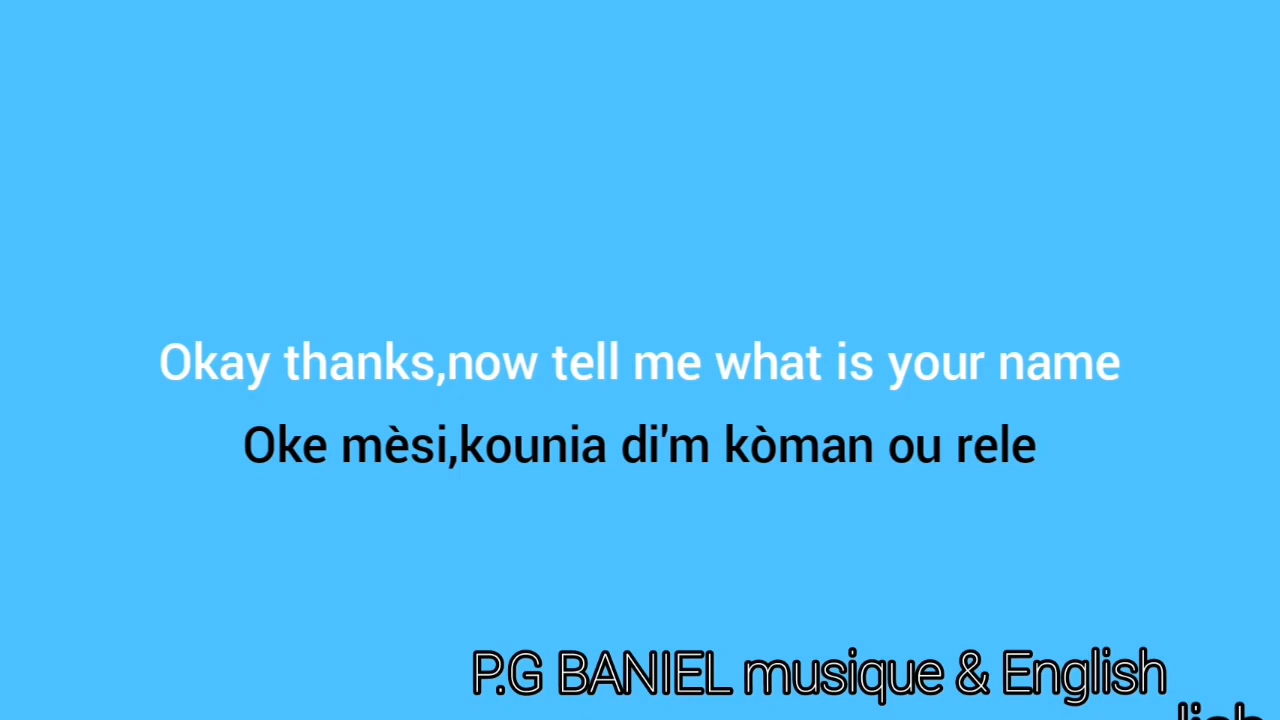 Okay thanks,now tell me what is your name
Oke mèsi,kounia di'm kòman ou rele
P.G BANIEL musique & English